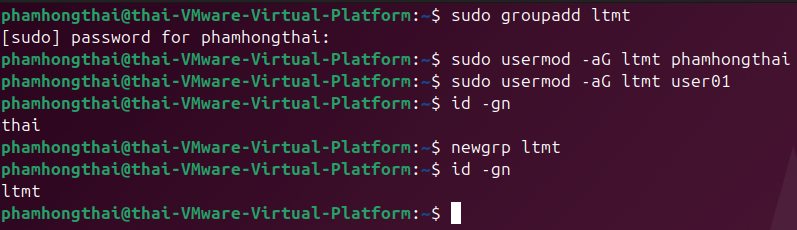 phamhongthai@thai-VMware-Virtual-Platform:~$ sudo groupadd ltmt
[sudo] password for phamhongthai:
phamhongthai@thai-VMware-Virtual-Platform:~$ sudo usermod -aG ltmt phamhongthai
phamhongthai@thai-VMware-Virtual-Platform:~$ sudo usermod -aG ltmt user01
phamhongthai@thai-VMware-Virtual-Platform:~$ id -gn
thai
phamhongthai@thai-VMware-Virtual-Platform:~$ newgrp ltmt
phamhongthai@thai-VMware-Virtual-Platform:~$ id -gn
ltmt
phamhongthai@thai-VMware-Virtual-Platform:~$